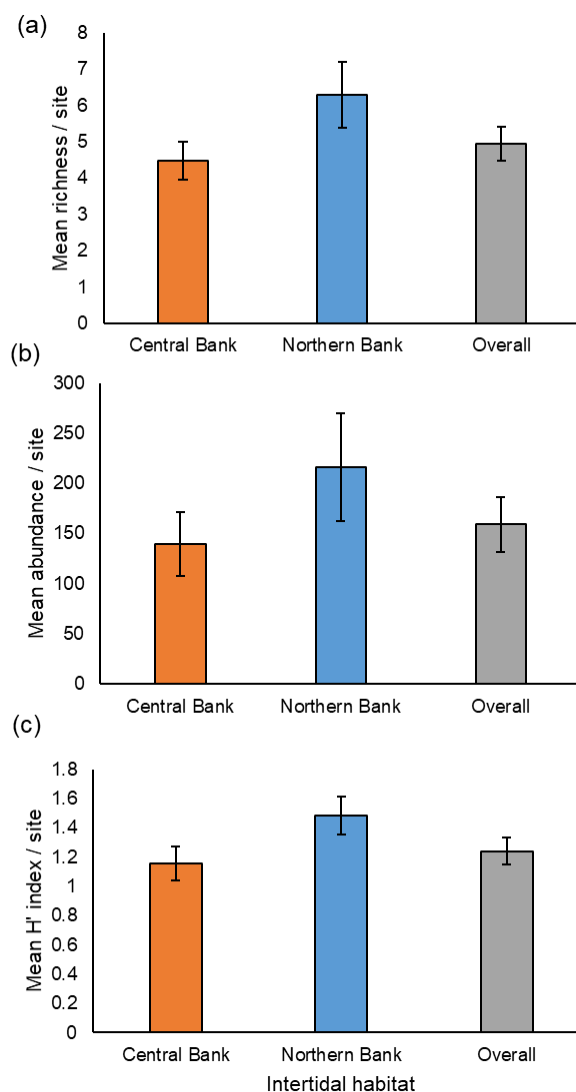 (a)
Mean richness / site
8
7
6
5
4
3
2
1
0
Central Bank Northern Bank Overall
(b)
Mean abundance / site
300
250
200
150
100
50
0
Central Bank Northern Bank Overall
(c)
Mean H' index / site
1.8
1.6
1.4
1.2
1
0.8
0.6
0.4
0.2
0
Central Bank Northern Bank Overall
Intertidal habitat